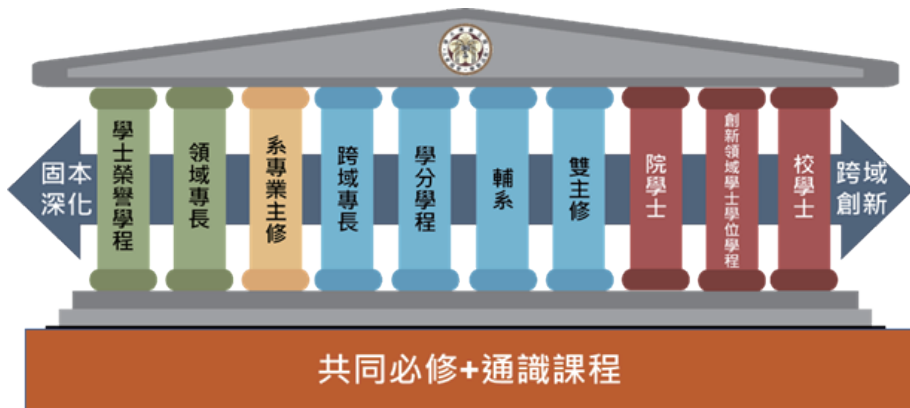 固本
深化
學士榮譽學程
領域專長
系專業主修
跨域專長
學分學程
輔系
雙主修
院學士
創新領域學士學位學程
校學士
跨域
創新
共同必修+通識課程